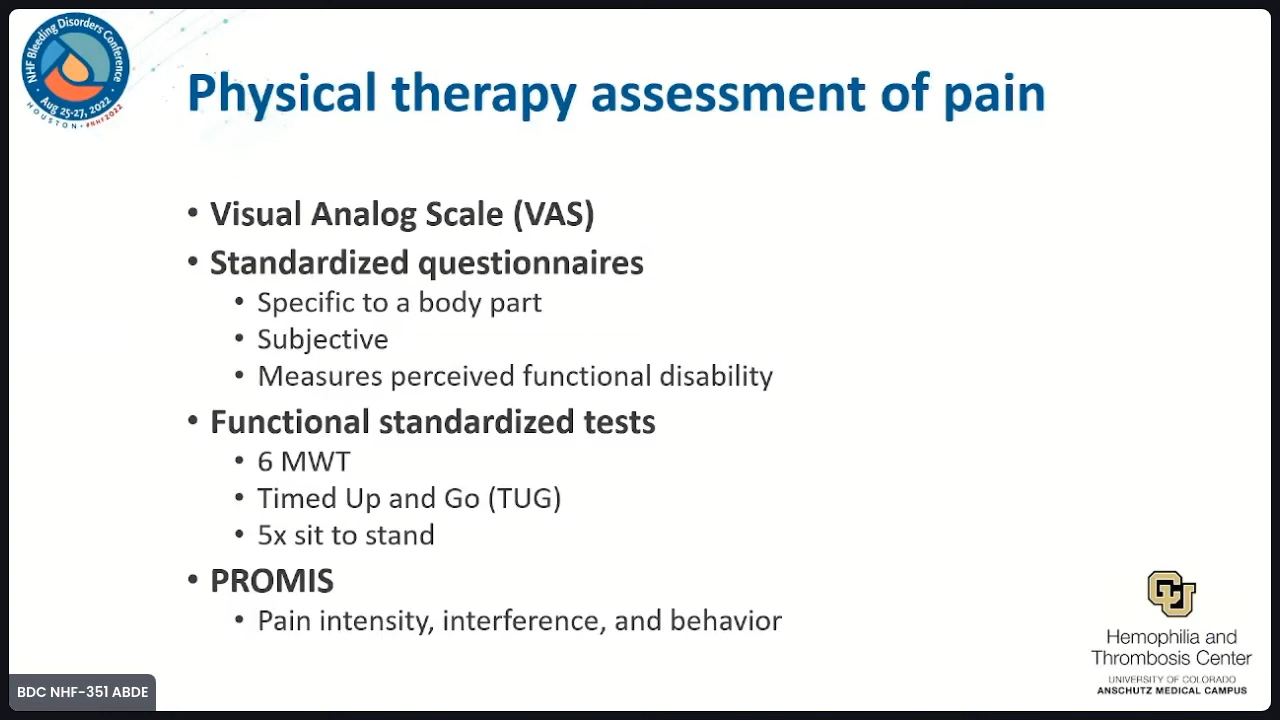 NHF Bleeding Disorders Conference
Aug 25-27, 2022
HOUSTON • #NHF2022
Physical therapy assessment of pain
• Visual Analog Scale (VAS)
• Standardized questionnaires
• Specific to a body part
• Subjective
• Measures perceived functional disability
• Functional standardized tests
• 6 MWT
• Timed Up and Go (TUG)
• 5x sit to stand
• PROMIS
• Pain intensity, interference, and behavior
CU
Hemophilia and
Thrombosis Center
UNIVERSITY OF COLORADO
ANSCHUTZ MEDICAL CAMPUS
BDC NHF-351 ABDE